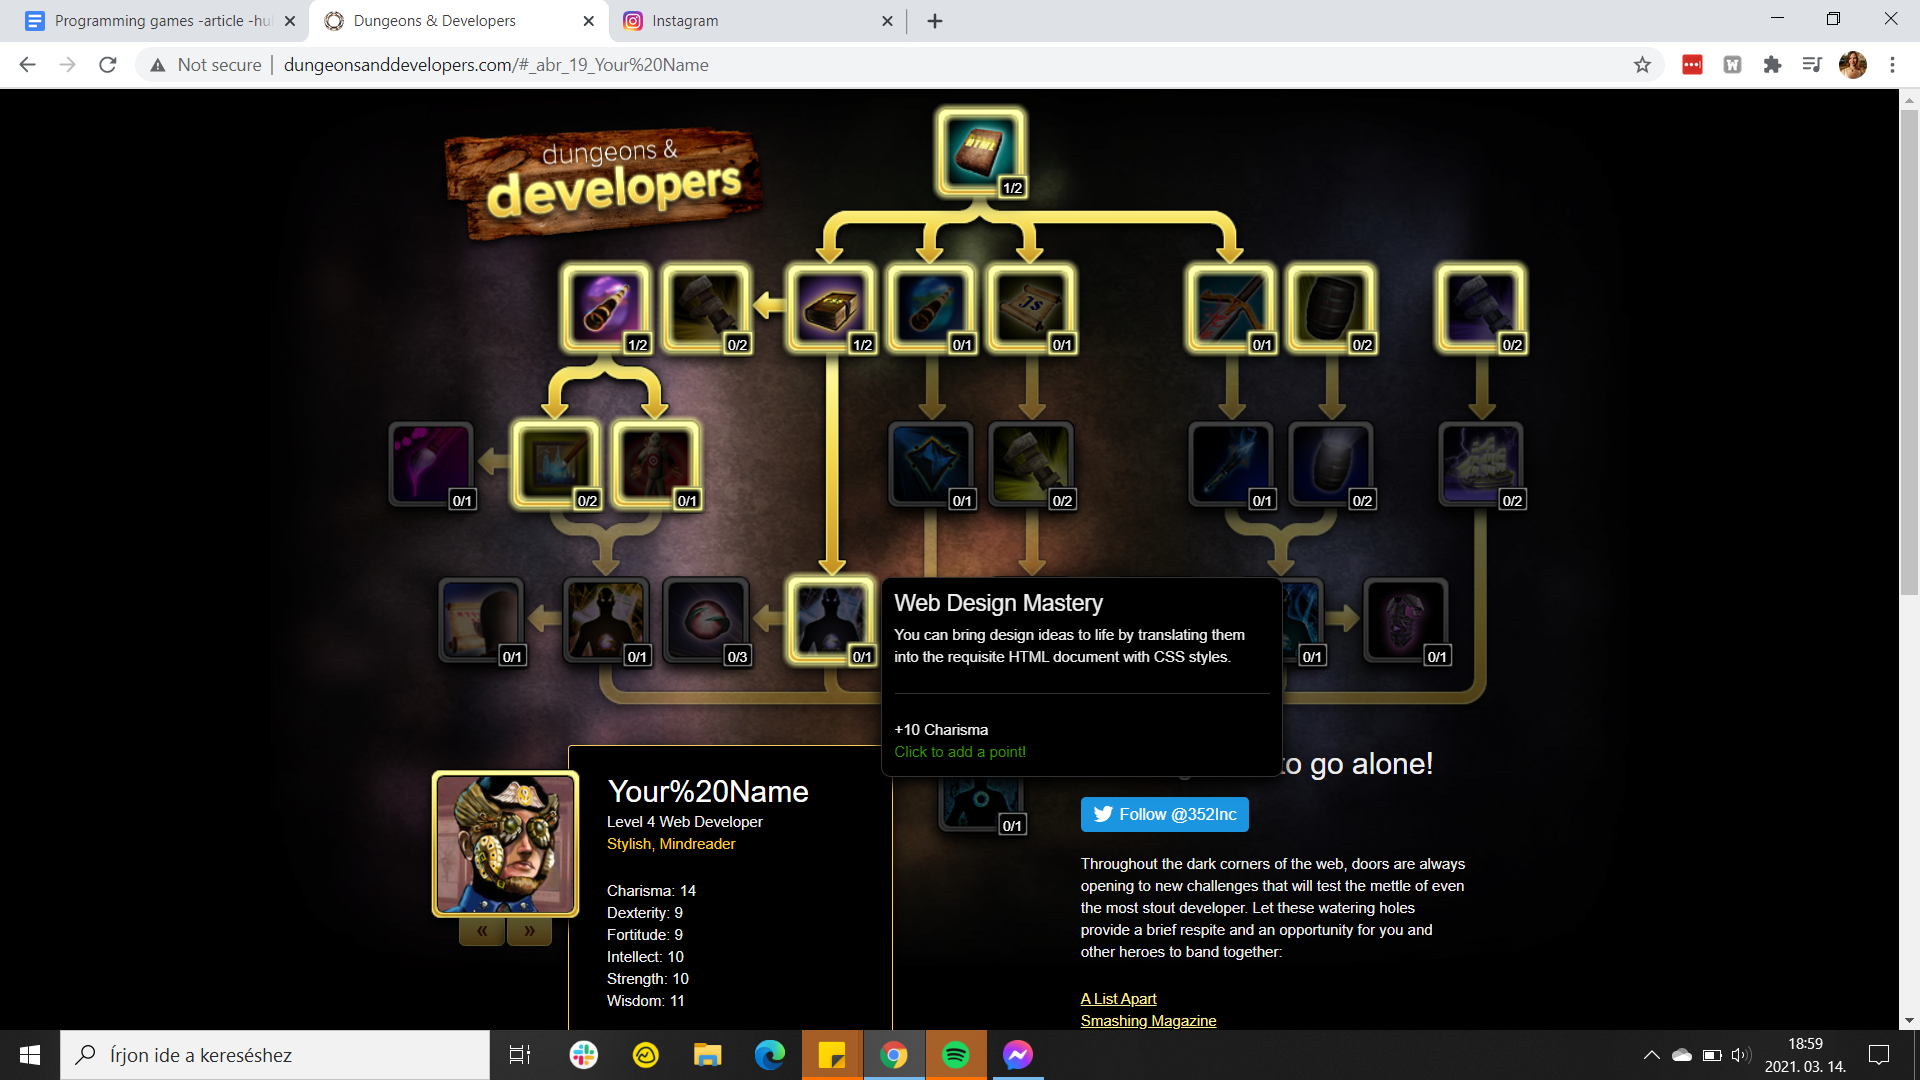 Programming games -article -hu
Dungeons & Developers
Instagram
Not secure
dungeonsanddevelopers.com/#_abr_19_Your%20Name
dungeons &
developers
HTML
1/2
1/2
0/2
1/2
0/1
JS
0/1
0/1
0/2
0/2
0/1
0/2
0/1
0/1
0/2
0/1
0/2
0/2
0/1
0/1
0/3
0/1
0/1
0/1
Web Design Mastery
You can bring design ideas to life by translating them
into the requisite HTML document with CSS styles.
+10 Charisma
Click to add a point!
0/1
Your%20Name
Level 4 Web Developer
Stylish, Mindreader
Charisma: 14
Dexterity: 9
Fortitude: 9
Intellect: 10
Strength: 10
Wisdom: 11
« »
to go alone!
Follow @352Inc
Throughout the dark corners of the web, doors are always
opening to new challenges that will test the mettle of even
the most stout developer. Let these watering holes
provide a brief respite and an opportunity for you and
other heroes to band together:
A List Apart
Smashing Magazine
Írjon ide a kereséshez
18:59
2021. 03. 14.